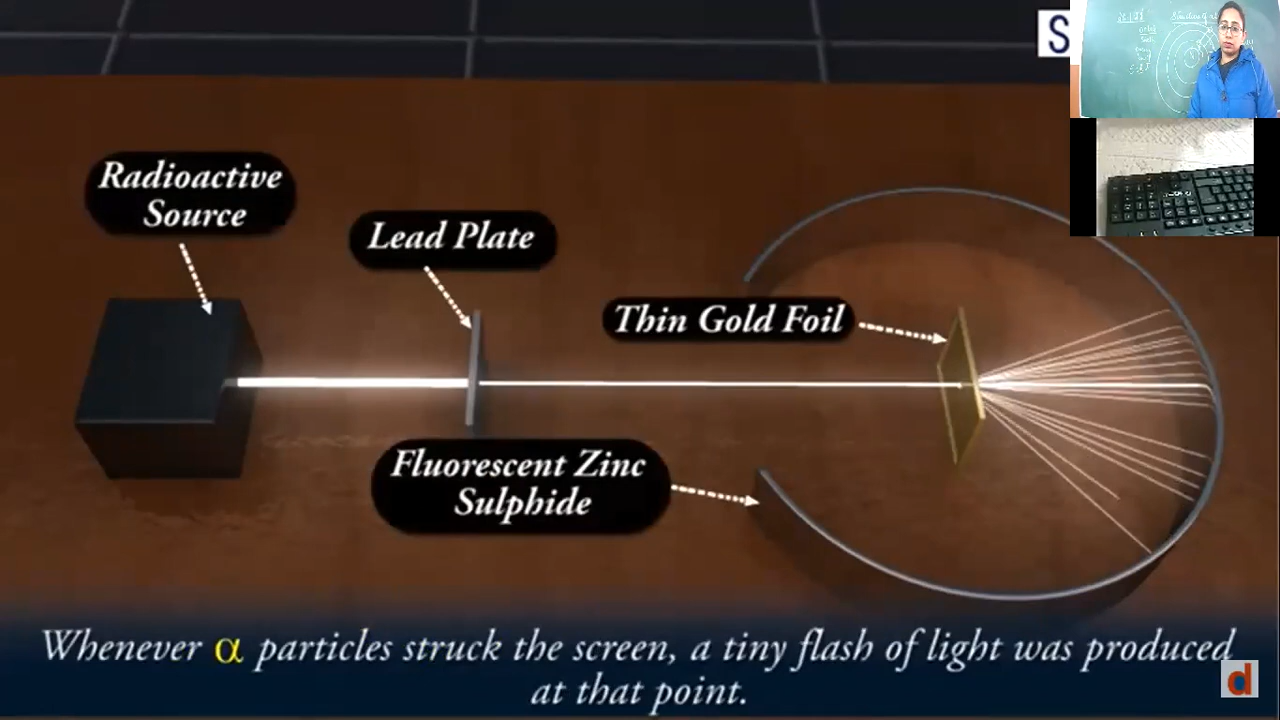 S
Radioactive
Source
Lead Plate
Thin Gold Foil
Fluorescent Zinc
Sulphide
Whenever α particles struck the screen, a tiny flash of light was produced
at that point.
d